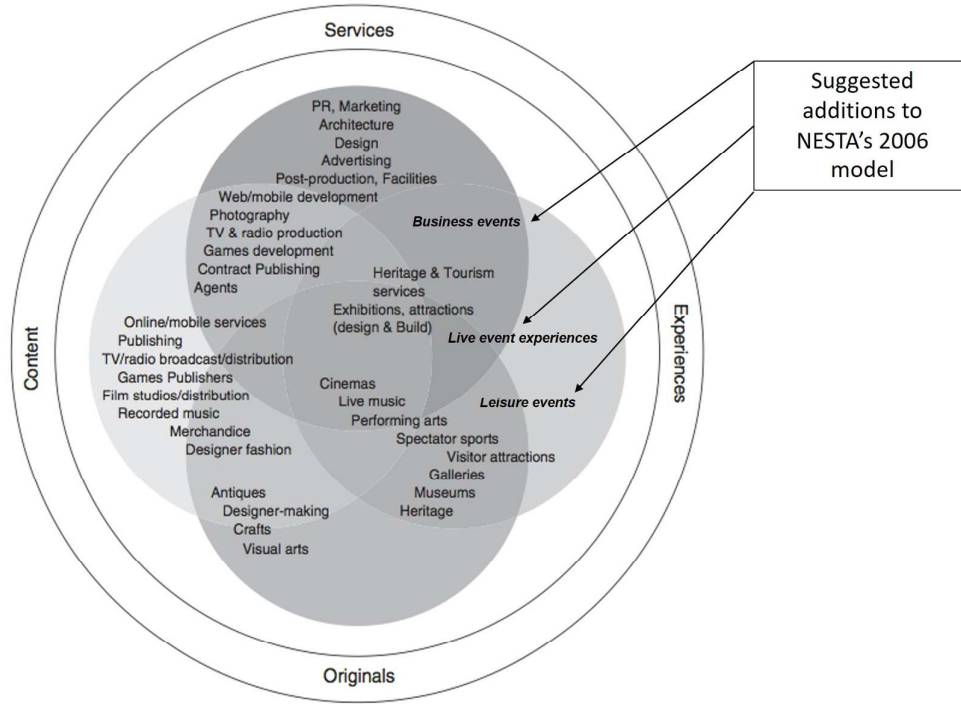 Services
Suggested
additions to
NESTA's 2006
model
PR, Marketing
Architecture
Design
Advertising
Post-production, Facilities
Web/mobile development
Photography
TV & radio production
Games development
Contract Publishing
Agents
Business events
Heritage & Tourism
services
Exhibitions, attractions
(design & Build)
Live event experiences
Leisure events
Content
Experiences
Online/mobile services
Publishing
TV/radio broadcast/distribution
Games Publishers
Film studios/distribution
Recorded music
Merchandice
Designer fashion
Cinemas
Live music
Performing arts
Spectator sports
Visitor attractions
Galleries
Museums
Heritage
Antiques
Designer-making
Crafts
Visual arts
Originals